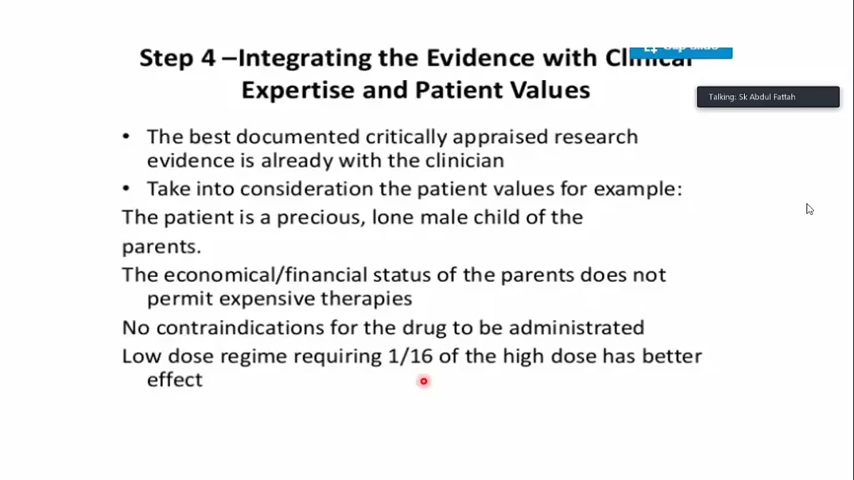 Step 4 –Integrating the Evidence with Clinical
Expertise and Patient Values
Talking: Sk Abdul Fattah
• The best documented critically appraised research
evidence is already with the clinician
• Take into consideration the patient values for example:
The patient is a precious, lone male child of the
parents.
The economical/financial status of the parents does not
permit expensive therapies
No contraindications for the drug to be administrated
Low dose regime requiring 1/16 of the high dose has better
effect